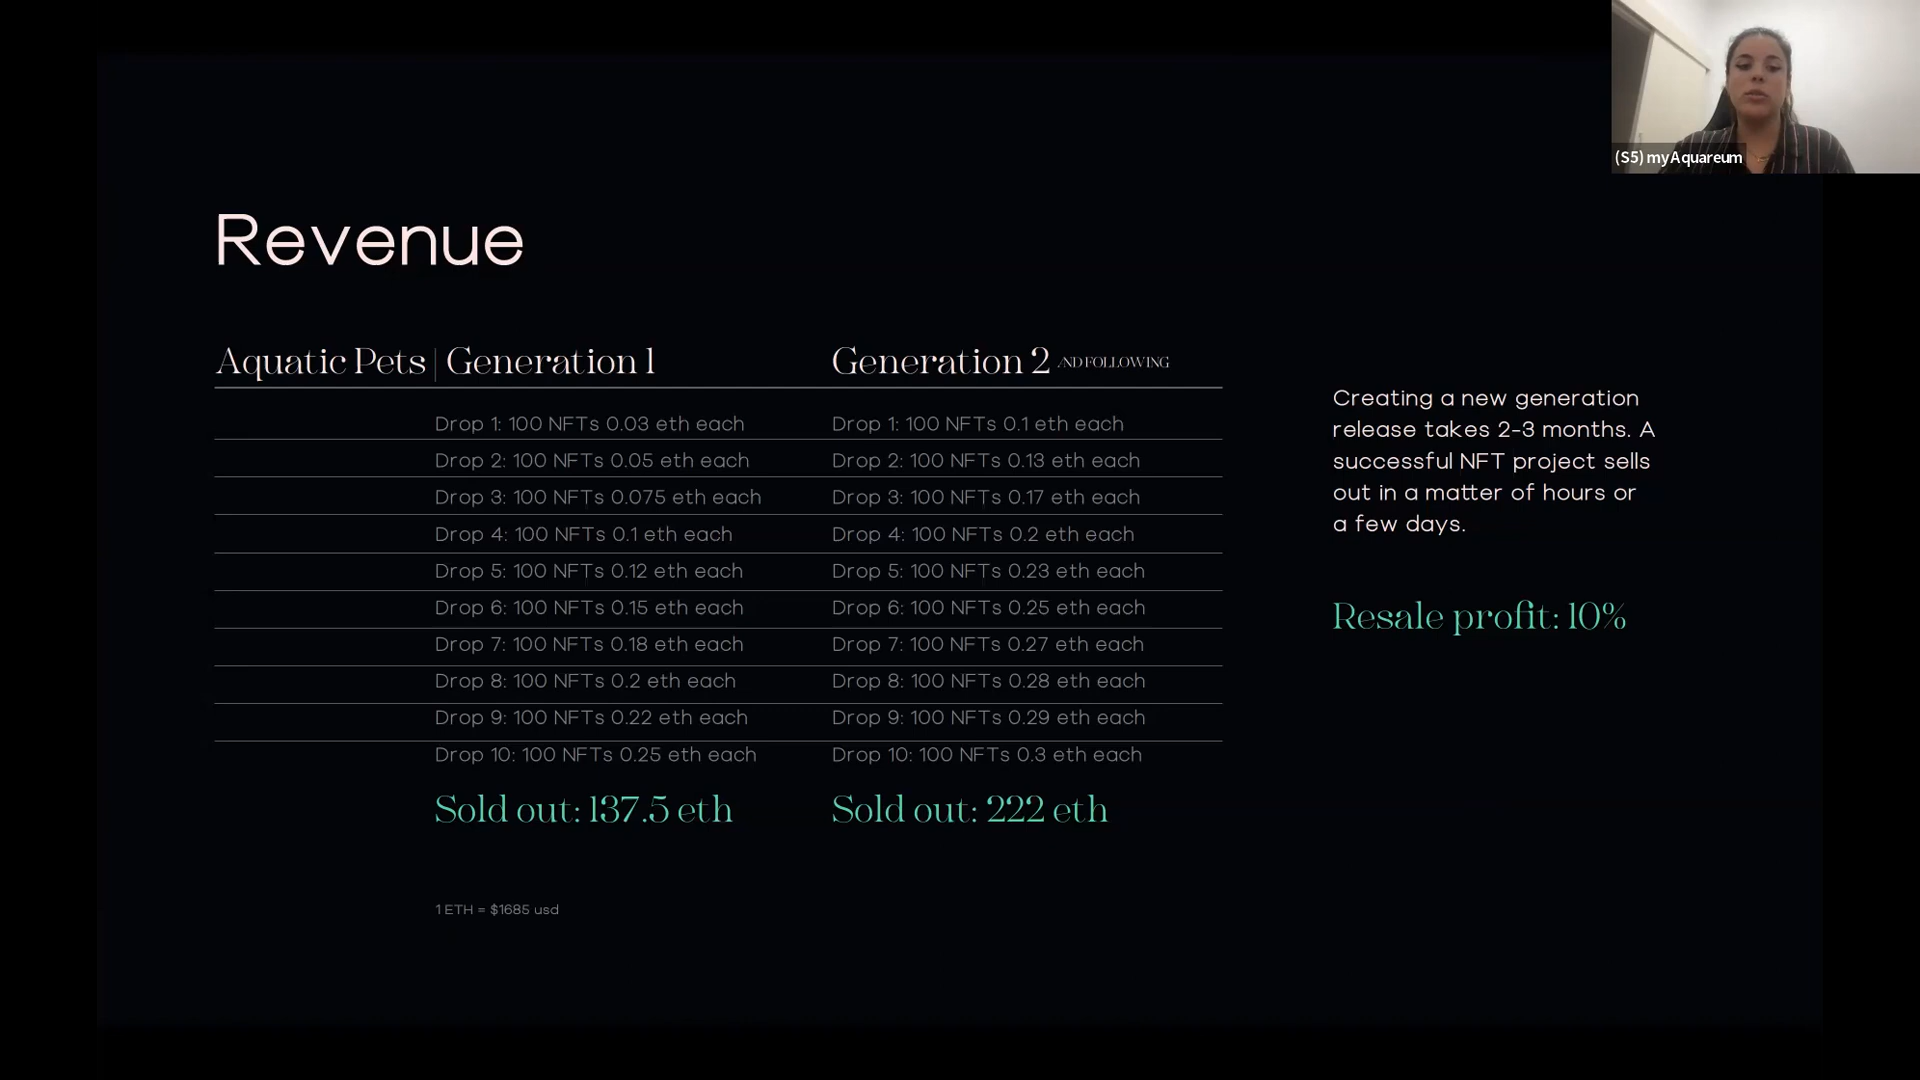 (S5) myAquareum
Revenue
Aquatic Pets | Generation 1
Generation 2 AND FOLLOWING
Drop 1: 100 NFTs 0.03 eth each
Drop 1: 100 NFTs 0.1 eth each
Drop 2: 100 NFTs 0.05 eth each
Drop 2: 100 NFTs 0.13 eth each
Drop 3: 100 NFTs 0.075 eth each
Drop 3: 100 NFTs 0.17 eth each
Drop 4: 100 NFTs 0.1 eth each
Drop 4: 100 NFTs 0.2 eth each
Drop 5: 100 NFTs 0.12 eth each
Drop 5: 100 NFTs 0.23 eth each
Drop 6: 100 NFTs 0.15 eth each
Drop 6: 100 NFTs 0.25 eth each
Drop 7: 100 NFTs 0.18 eth each
Drop 7: 100 NFTs 0.27 eth each
Drop 8: 100 NFTs 0.2 eth each
Drop 8: 100 NFTs 0.28 eth each
Drop 9: 100 NFTs 0.22 eth each
Drop 9: 100 NFTs 0.29 eth each
Drop 10: 100 NFTs 0.25 eth each
Drop 10: 100 NFTs 0.3 eth each
Sold out: 137.5 eth
Sold out: 222 eth
1 ETH = $1685 usd
Creating a new generation
release takes 2-3 months. A
successful NFT project sells
out in a matter of hours or
a few days.
Resale profit: 10%